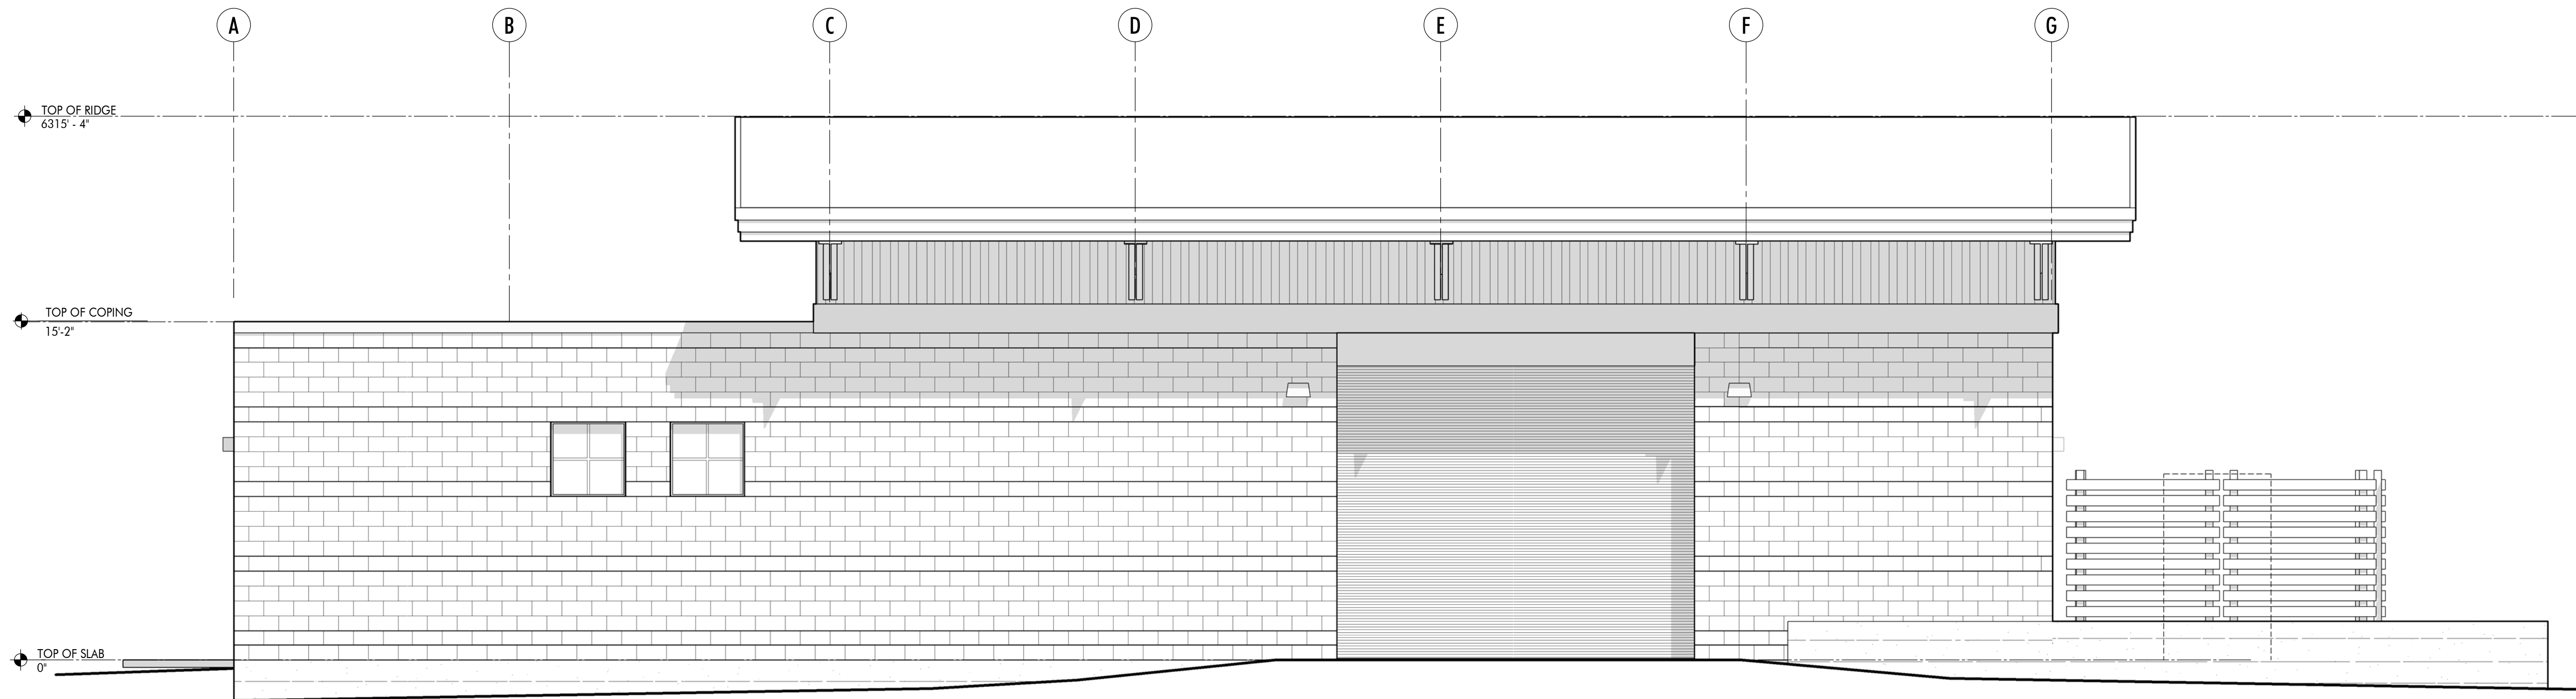 A B C D E F G
TOP OF RIDGE
6315' - 4"
TOP OF COPING
15'-2"
TOP OF SLAB
0"